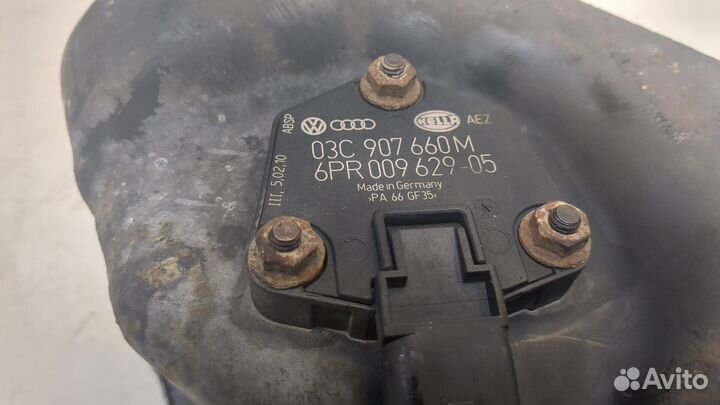 ABSP
HELLA
AEZ
03C 907 660 M
6PR 009 629-05
Made in Germany
>PA 66 GF35<
III, 5,02,10
Avito